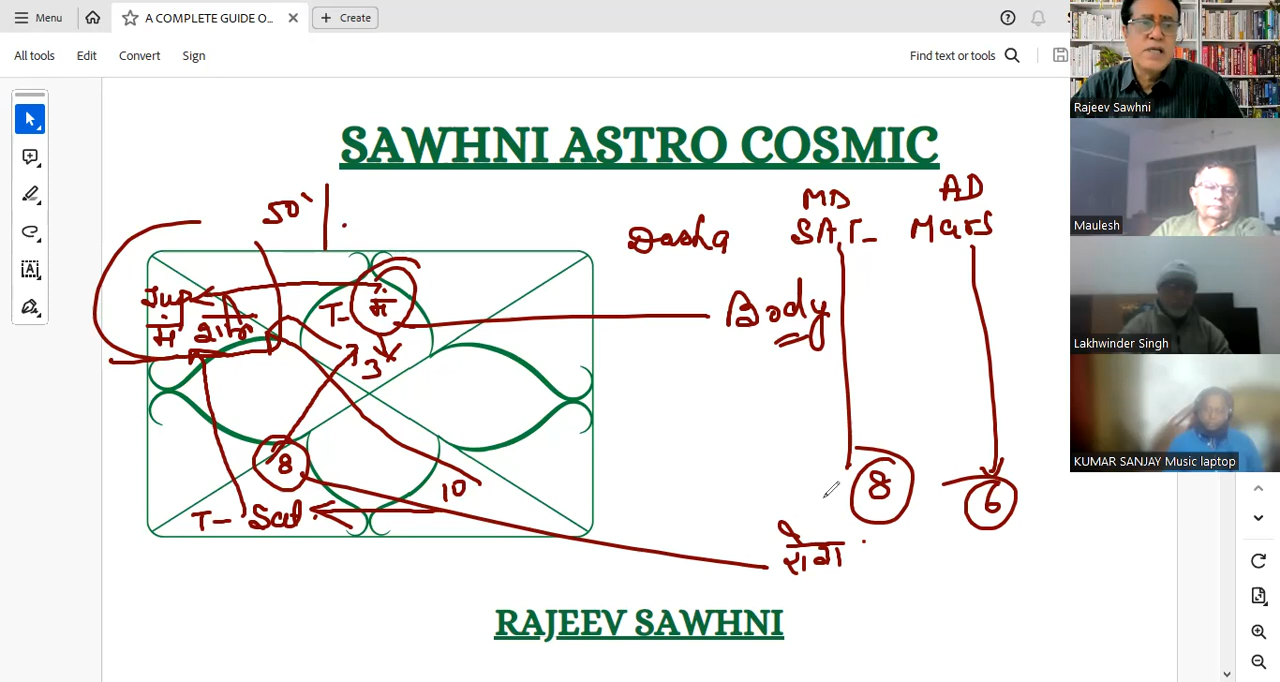 Menu
A COMPLETE GUIDE O...
Create
All tools
Edit
Convert
Sign
Find text or tools
Rajeev Sawhni
Maulesh
Lakhwinder Singh
KUMAR SANJAY Music laptop
SAWHNI ASTRO COSMIC
50'
MD
AD
Dasha
SAT-
Mars
Jup
T-
Body
3
8
8
6
10
T- Sat
RAJEEV SAWHNI